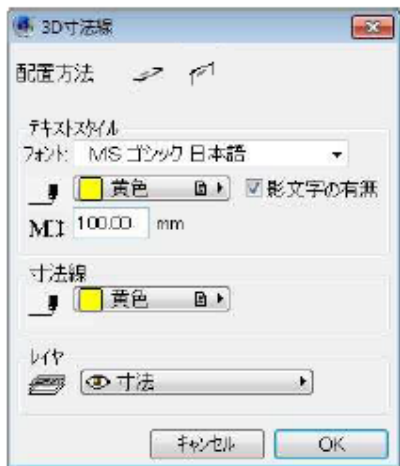 3D寸法線
配置方法
テキストスタイル
フォント: MS ゴシック 日本語
黄色 影文字の有無
100.00 mm
寸法線
黄色
レイヤ
寸法
キャンセル OK